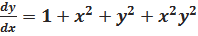 dy/dx = 1 + x² + y² + x²y²